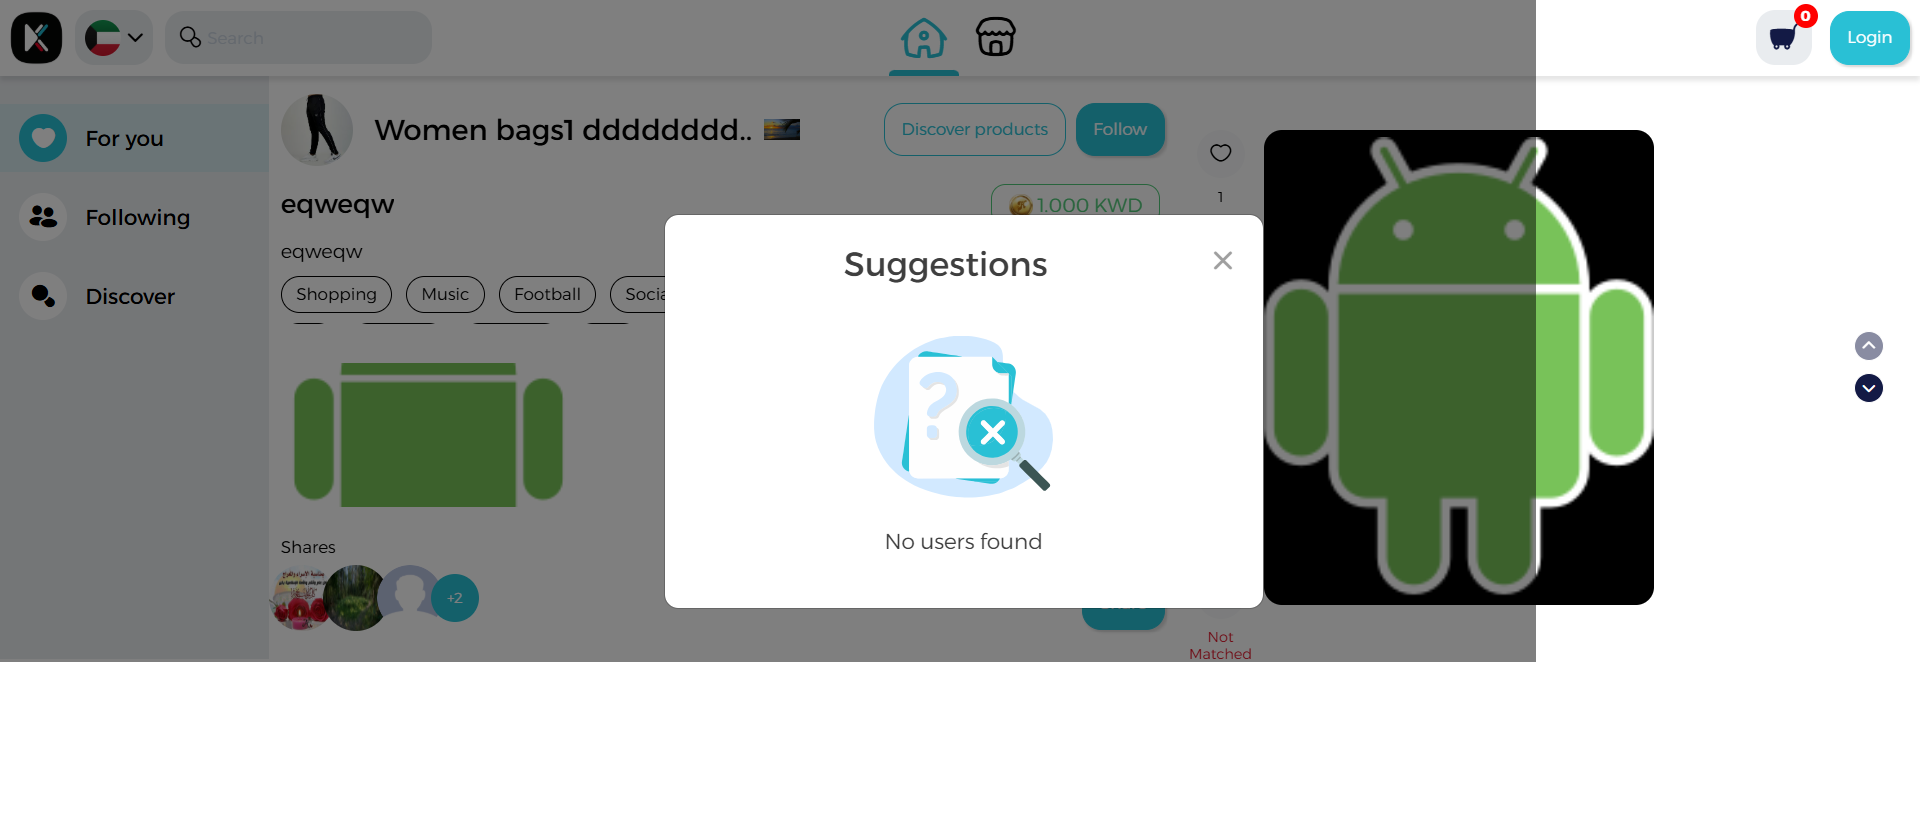 Search
0
Login
For you
Following
Discover
Women bags1 dddddddd..
Discover products
Follow
eqweqw
1.000 KWD
1
eqweqw
Shopping
Music
Football
Suggestions
No users found
Shares
+2
Not
Matched